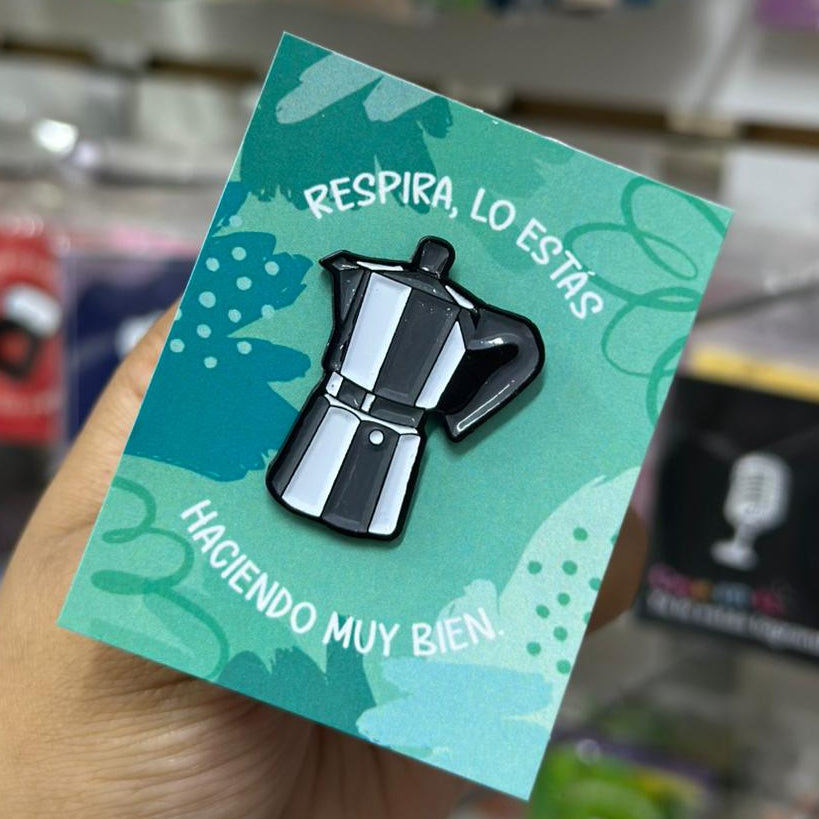 RESPIRA, LO ESTÁS
HACIENDO MUY BIEN.